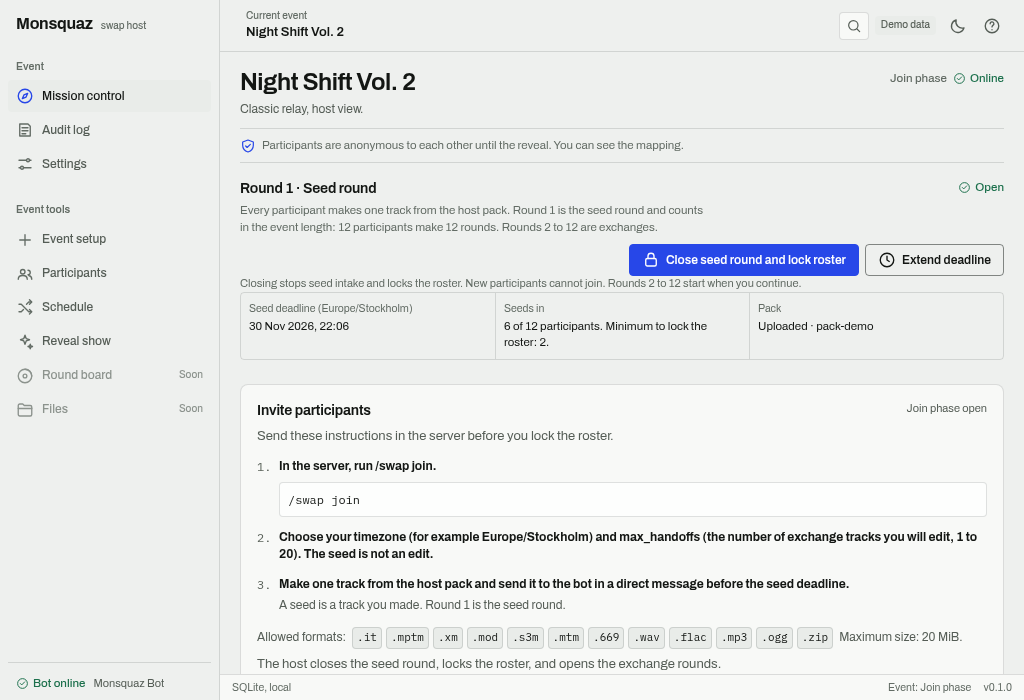 Monsquaz swap host
Event
Mission control
Audit log
Settings
Event tools
Event setup
Participants
Schedule
Reveal show
Round board Soon
Files Soon
Bot online Monsquaz Bot
Current event
Night Shift Vol. 2
Demo data
Night Shift Vol. 2
Join phase Online
Classic relay, host view.
Participants are anonymous to each other until the reveal. You can see the mapping.
Round 1 · Seed round
Open
Every participant makes one track from the host pack. Round 1 is the seed round and counts
in the event length: 12 participants make 12 rounds. Rounds 2 to 12 are exchanges.
Close seed round and lock roster
Extend deadline
Closing stops seed intake and locks the roster. New participants cannot join. Rounds 2 to 12 start when you continue.
Seed deadline (Europe/Stockholm)
30 Nov 2026, 22:06
Seeds in
6 of 12 participants. Minimum to lock the
roster: 2.
Pack
Uploaded · pack-demo
Invite participants
Join phase open
Send these instructions in the server before you lock the roster.
1. In the server, run /swap join.
/swap join
2. Choose your timezone (for example Europe/Stockholm) and max_handoffs (the number of exchange tracks you will edit, 1 to
20). The seed is not an edit.
3. Make one track from the host pack and send it to the bot in a direct message before the seed deadline.
A seed is a track you made. Round 1 is the seed round.
Allowed formats: .it .mptm .xm .mod .s3m .mtm .669 .wav .flac .mp3 .ogg .zip Maximum size: 20 MiB.
The host closes the seed round, locks the roster, and opens the exchange rounds.
SQLite, local
Event: Join phase v0.1.0